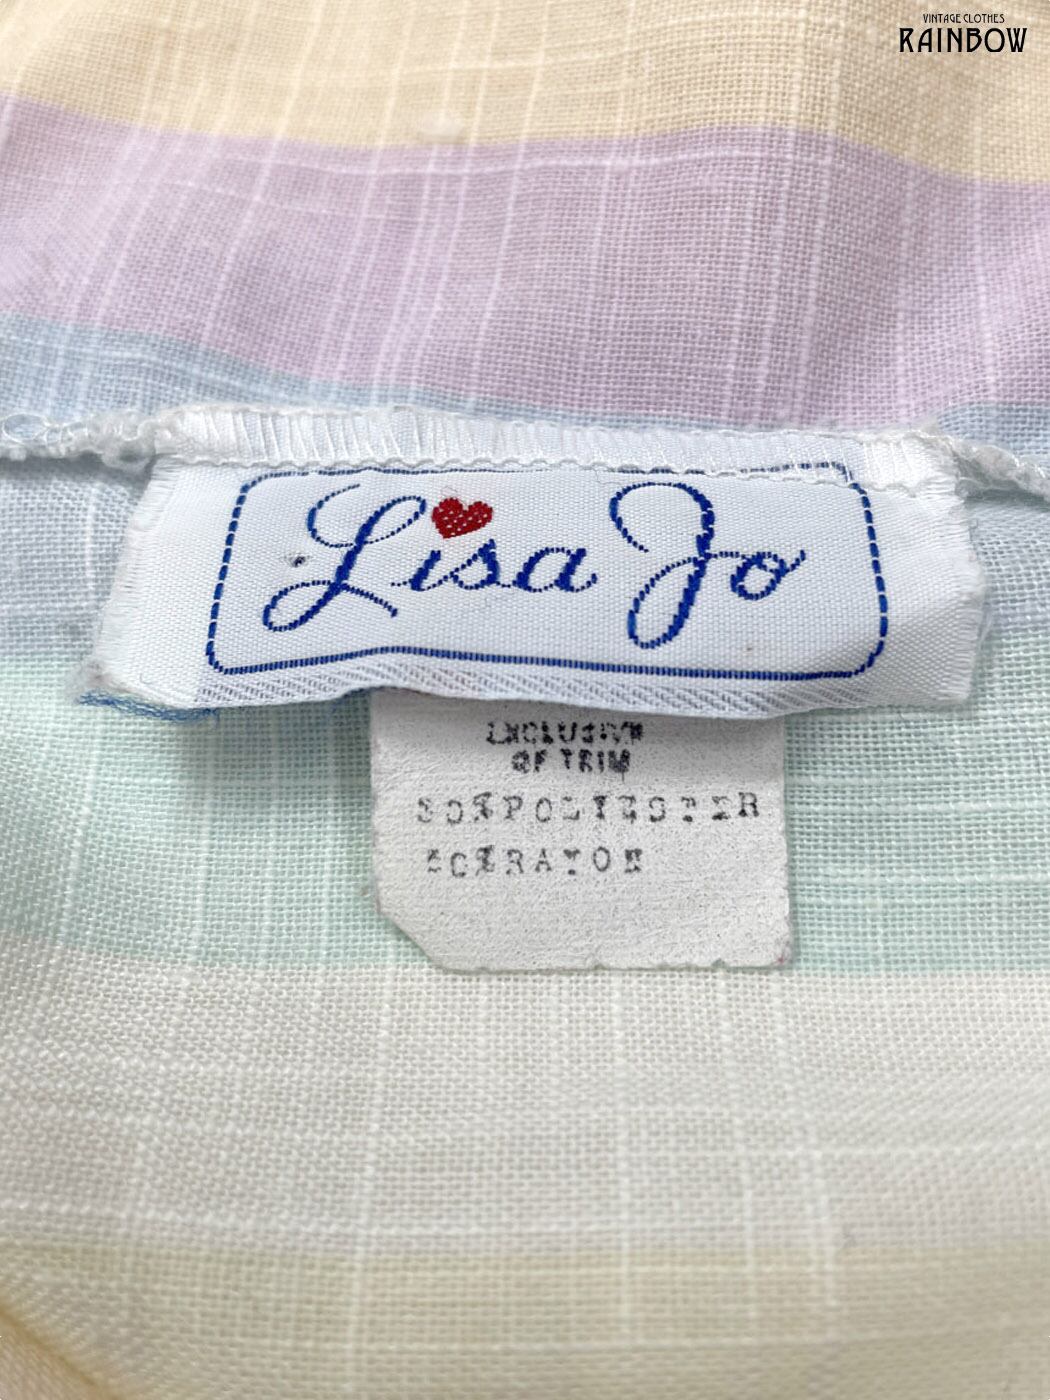 VINTAGE CLOTHES
RAINBOW
Lisa Jo
EXCLUSIVE
OF TRIM
50%POLYESTER
50%RAYON